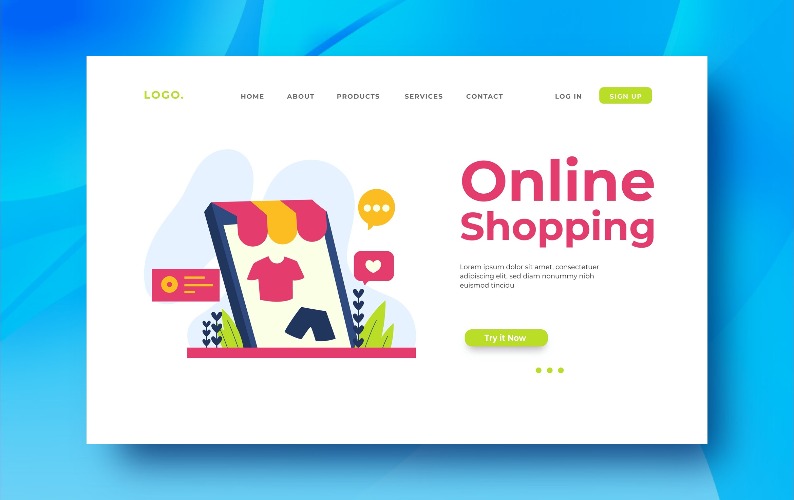 LOGO.
HOME ABOUT PRODUCTS SERVICES CONTACT LOG IN SIGN UP
Online
Shopping
Lorem ipsum dolor sit amet, consectetuer
adipiscing elit, sed diam nonummy nibh
euismod tincidu
Try it Now